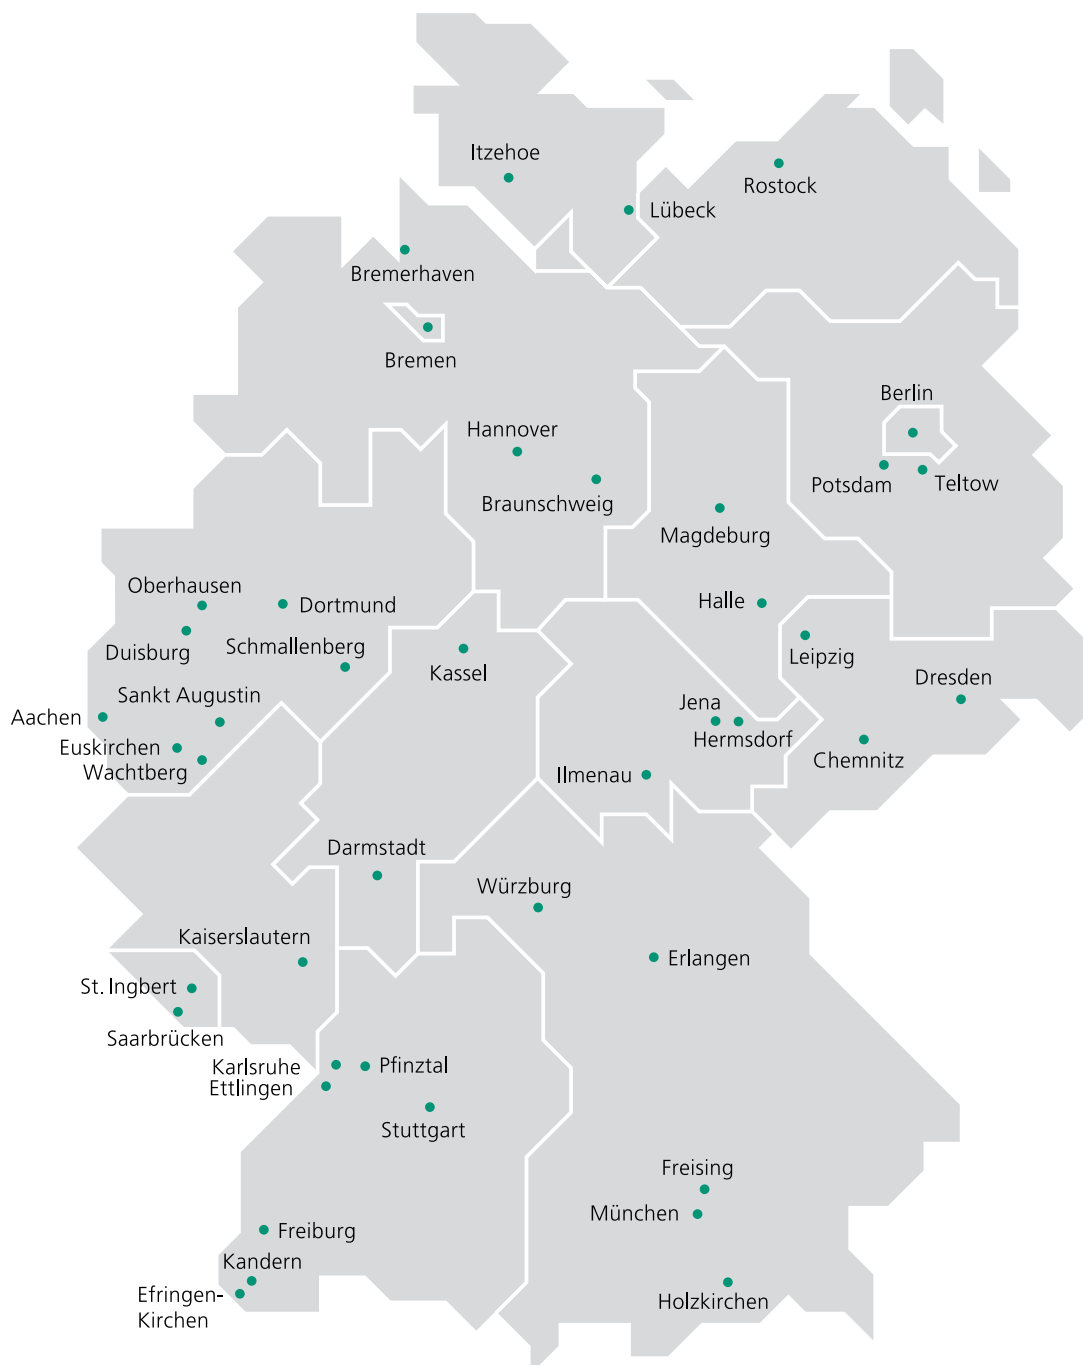 Itzehoe
Rostock
Lübeck
Bremerhaven
Bremen
Berlin
Hannover
Potsdam
Teltow
Braunschweig
Magdeburg
Oberhausen
Dortmund
Halle
Duisburg
Schmallenberg
Kassel
Leipzig
Dresden
Sankt Augustin
Aachen
Jena
Hermsdorf
Euskirchen
Wachtberg
Chemnitz
Ilmenau
Darmstadt
Würzburg
Kaiserslautern
Erlangen
St. Ingbert
Saarbrücken
Karlsruhe
Pfinztal
Ettlingen
Stuttgart
Freising
München
Freiburg
Kandern
Efringen-
Kirchen
Holzkirchen